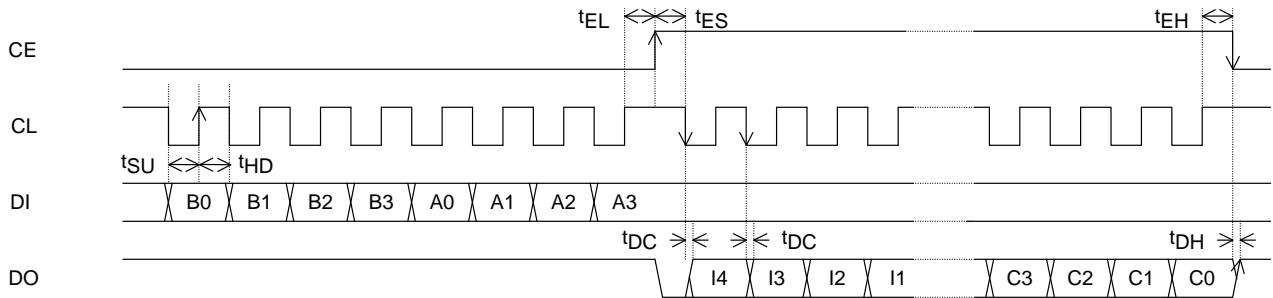 tEL tES tEH
CE
CL
tSU tHD
DI B0 B1 B2 B3 A0 A1 A2 A3
tDC tDC tDH
DO I4 I3 I2 I1 C3 C2 C1 C0